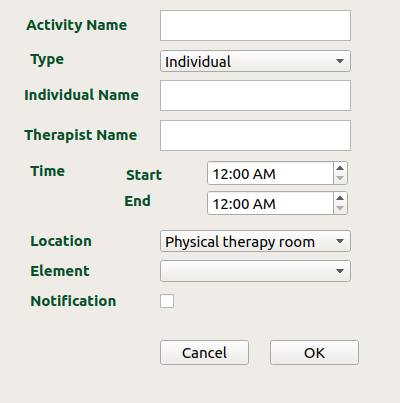 Activity Name
Type Individual
Individual Name
Therapist Name
Time Start 12:00 AM
End 12:00 AM
Location Physical therapy room
Element
Notification
Cancel OK